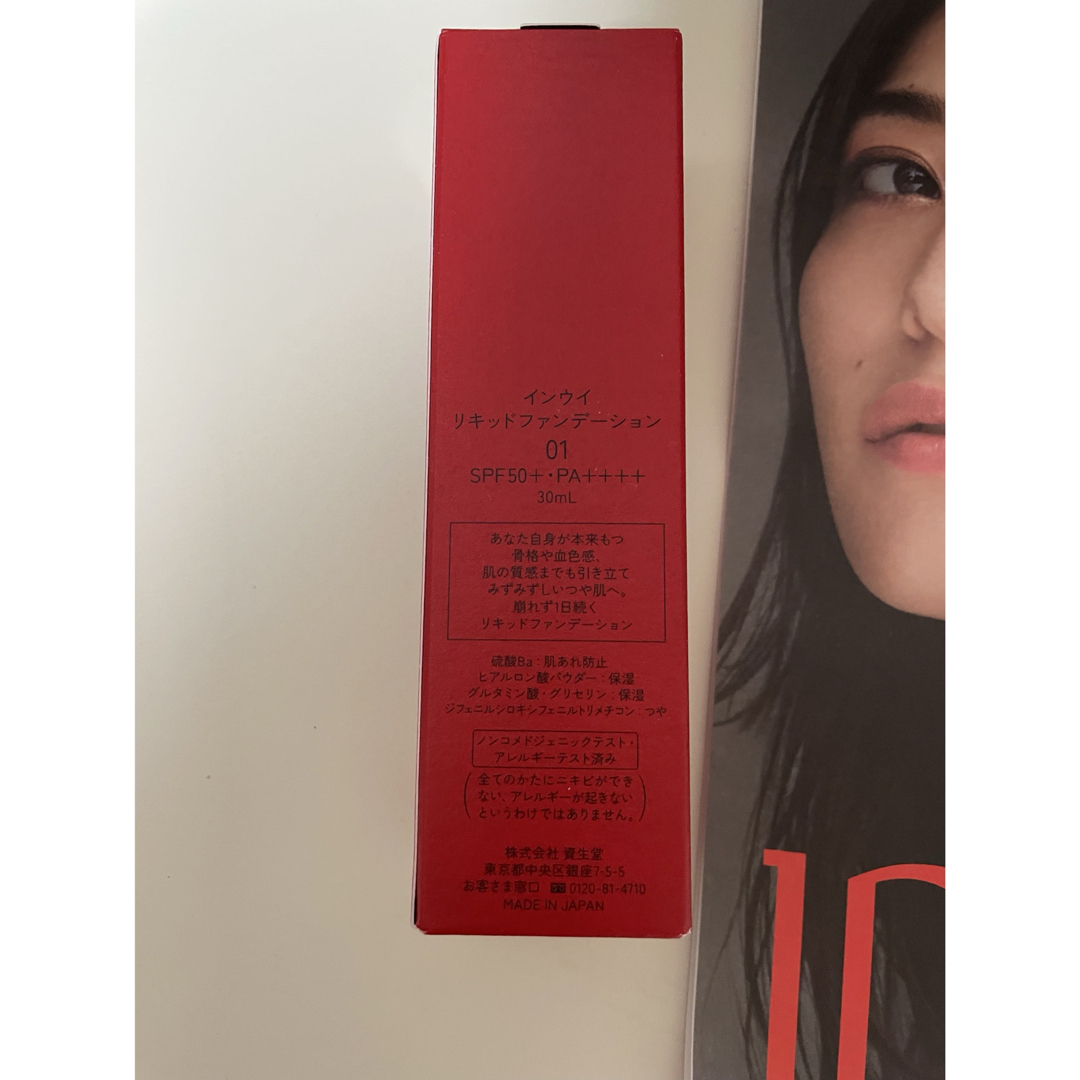 インウイ
リキッドファンデーション
01
SPF50+・PA++++
30mL
あなた自身が本来もつ
骨格や血色感、
肌の質感までも引き立て
みずみずしいつや肌へ。
崩れず1日続く
リキッドファンデーション
硫酸Ba：肌あれ防止
ヒアルロン酸パウダー：保湿
グルタミン酸・グリセリン：保湿
ジフェニルシロキシフェニルトリメチコン：つや
ノンコメドジェニックテスト・
アレルギーテスト済み
(全てのかたにニキビができ
ない、アレルギーが起きない
というわけではありません。)
株式会社 資生堂
東京都中央区銀座7-5-5
お客さま窓口 0120-81-4710
MADE IN JAPAN